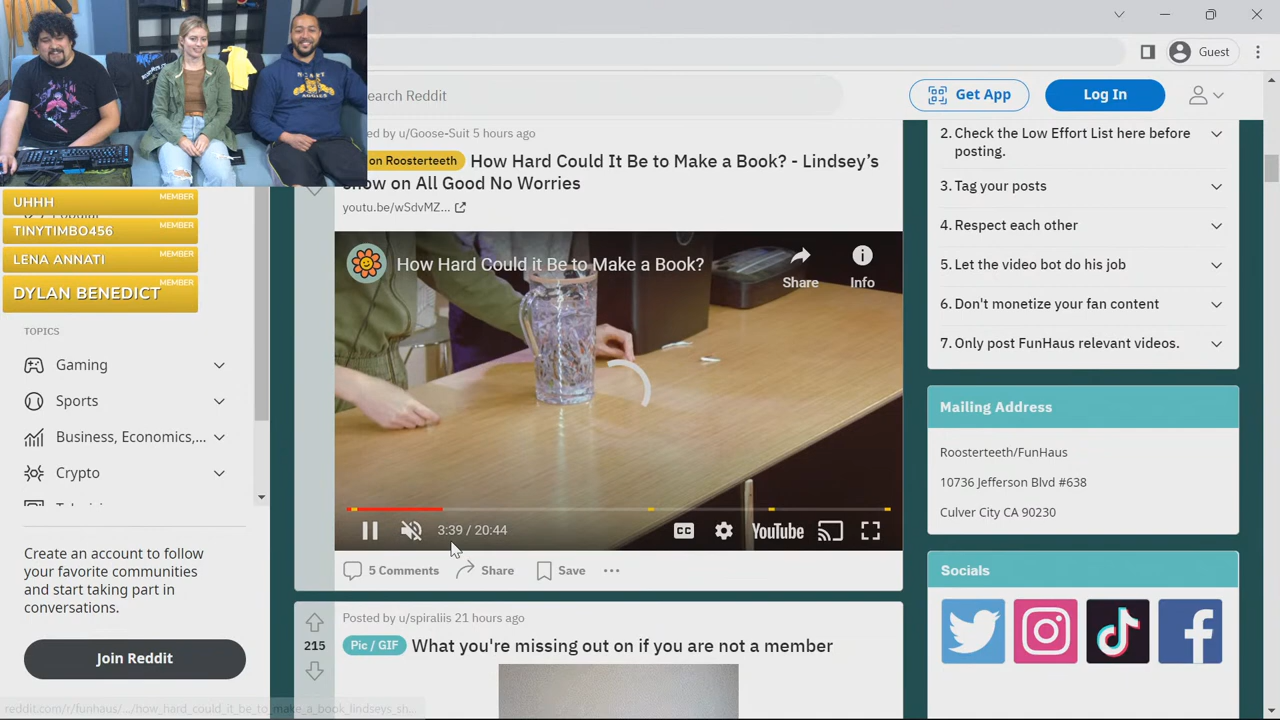 Guest
earch Reddit
Get App
Log In
ed by u/Goose-Suit 5 hours ago
on Roosterteeth
How Hard Could It Be to Make a Book? - Lindsey's
how on All Good No Worries
youtu.be/wSdvMZ...
How Hard Could it Be to Make a Book?
Share
Info
3:39 / 20:44
YouTube
CC
5 Comments
Share
Save
Posted by u/spiraliis 21 hours ago
215
Pic / GIF
What you're missing out on if you are not a member
UHHH
MEMBER
TINYTIMBO456
MEMBER
LENA ANNATI
MEMBER
DYLAN BENEDICT
MEMBER
TOPICS
Gaming
Sports
Business, Economics,...
Crypto
Create an account to follow
your favorite communities
and start taking part in
conversations.
Join Reddit
reddit.com/r/funhaus/.../how_hard_could_it_be_to_make_a_book_lindseys_sh...
2. Check the Low Effort List here before
posting.
3. Tag your posts
4. Respect each other
5. Let the video bot do his job
6. Don't monetize your fan content
7. Only post FunHaus relevant videos.
Mailing Address
Roosterteeth/FunHaus
10736 Jefferson Blvd #638
Culver City CA 90230
Socials